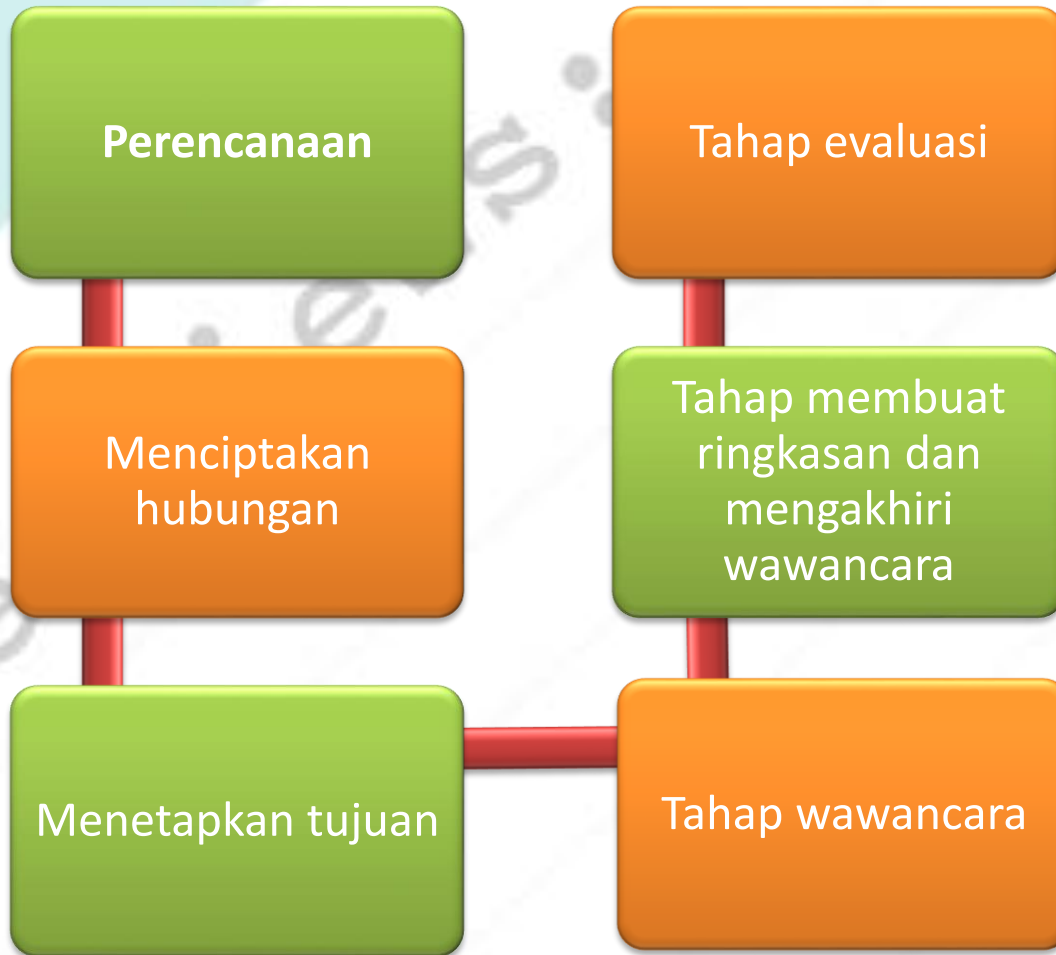 Perencanaan
Menciptakan
hubungan
Menetapkan tujuan
Tahap wawancara
Tahap membuat
ringkasan dan
mengakhiri
wawancara
Tahap evaluasi